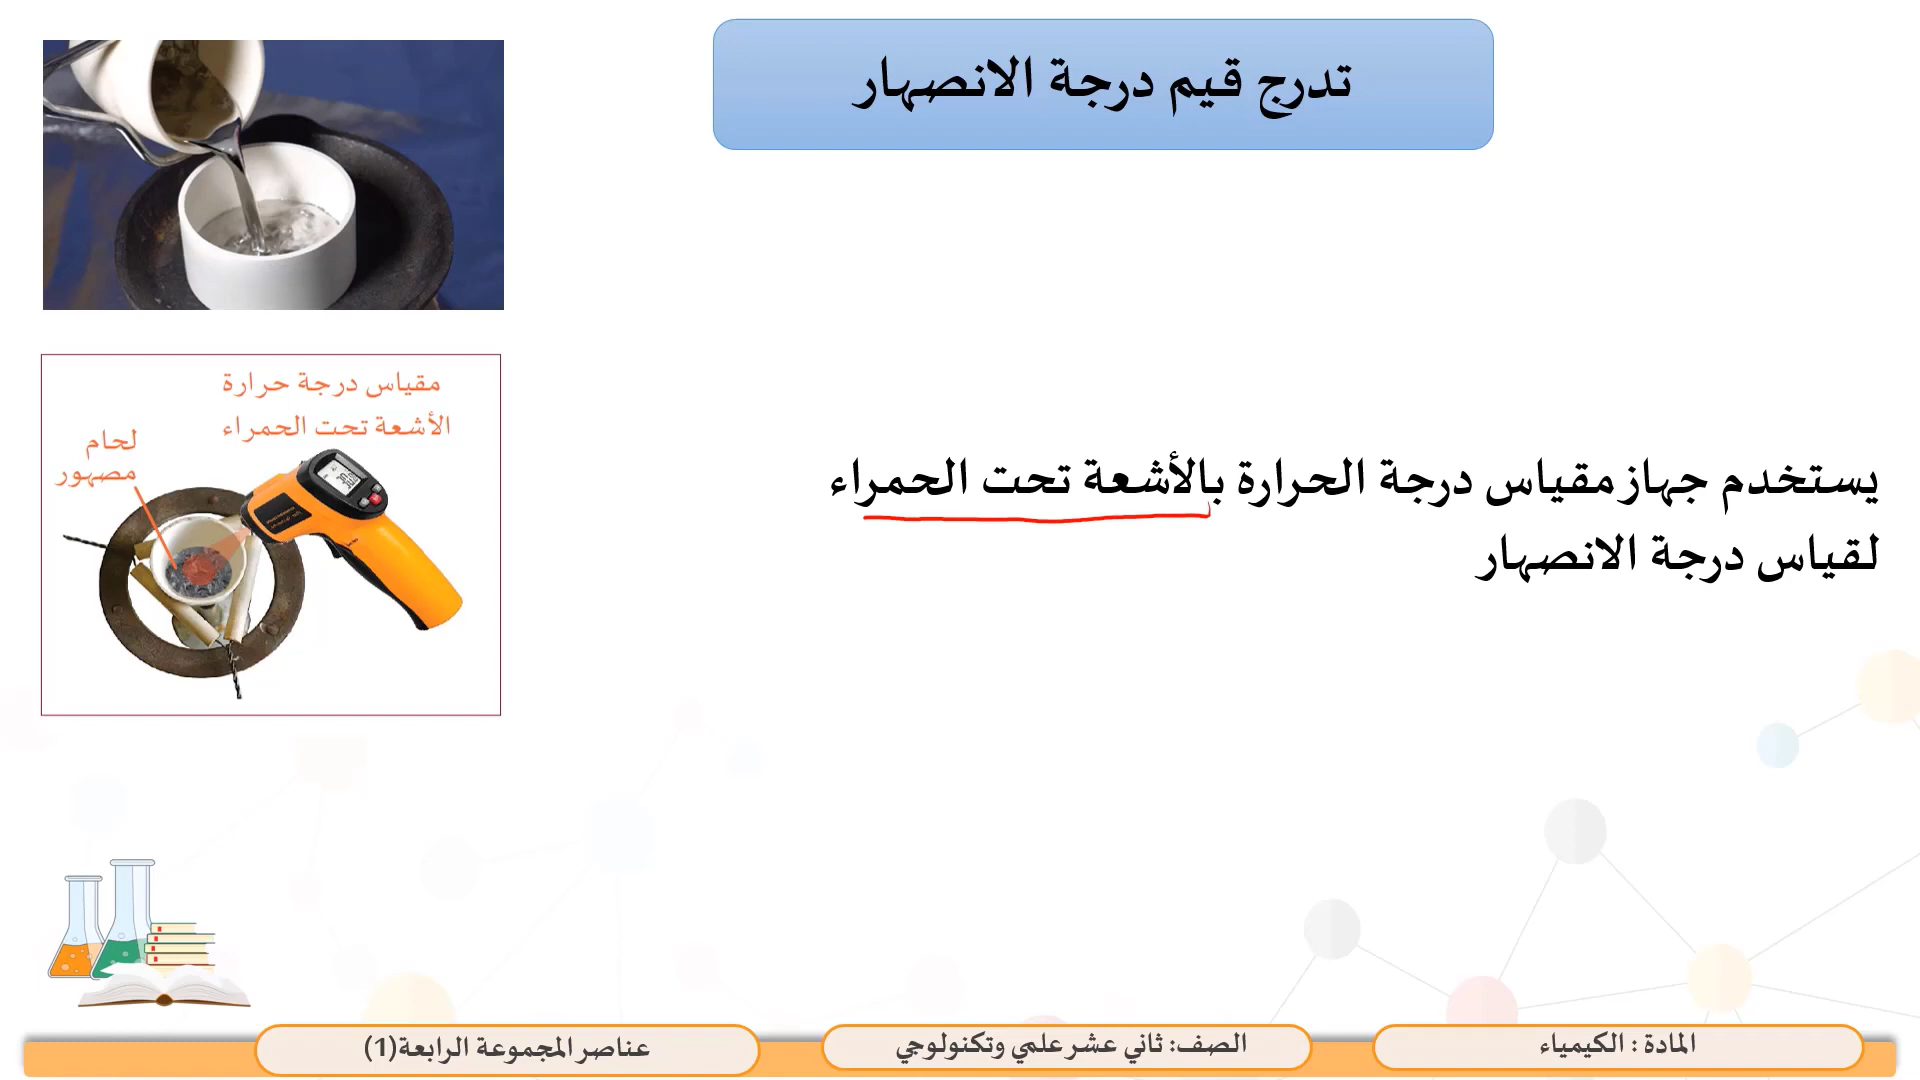 تدرج قيم درجة الانصهار
مقياس درجة حرارة
الأشعة تحت الحمراء
لحام
مصهور
يستخدم جهاز مقياس درجة الحرارة بالأشعة تحت الحمراء
لقياس درجة الانصهار
المادة : الكيمياء
الصف: ثاني عشر علمي وتكنولوجي
عناصر المجموعة الرابعة(1)